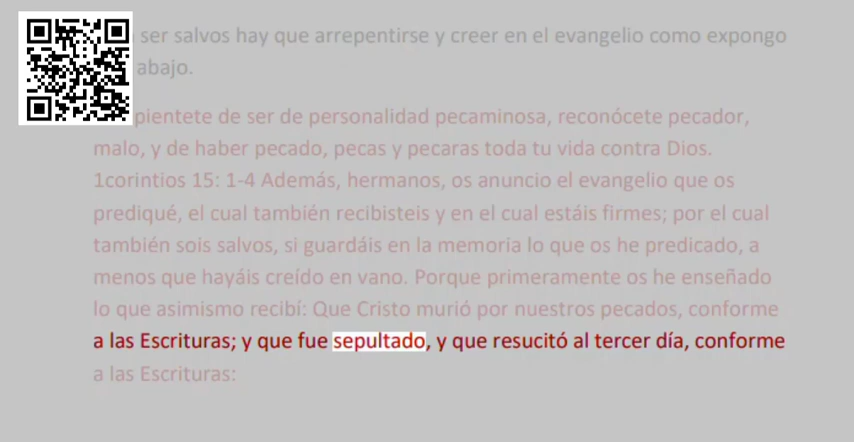 ser salvos hay que arrepentirse y creer en el evangelio como expongo
abajo.
pientete de ser de personalidad pecaminosa, reconócete pecador,
malo, y de haber pecado, pecas y pecaras toda tu vida contra Dios.
1corintios 15: 1-4 Además, hermanos, os anuncio el evangelio que os
prediqué, el cual también recibisteis y en el cual estáis firmes; por el cual
también sois salvos, si guardáis en la memoria lo que os he predicado, a
menos que hayáis creído en vano. Porque primeramente os he enseñado
lo que asimismo recibí: Que Cristo murió por nuestros pecados, conforme
a las Escrituras; y que fue sepultado, y que resucitó al tercer día, conforme
a las Escrituras: